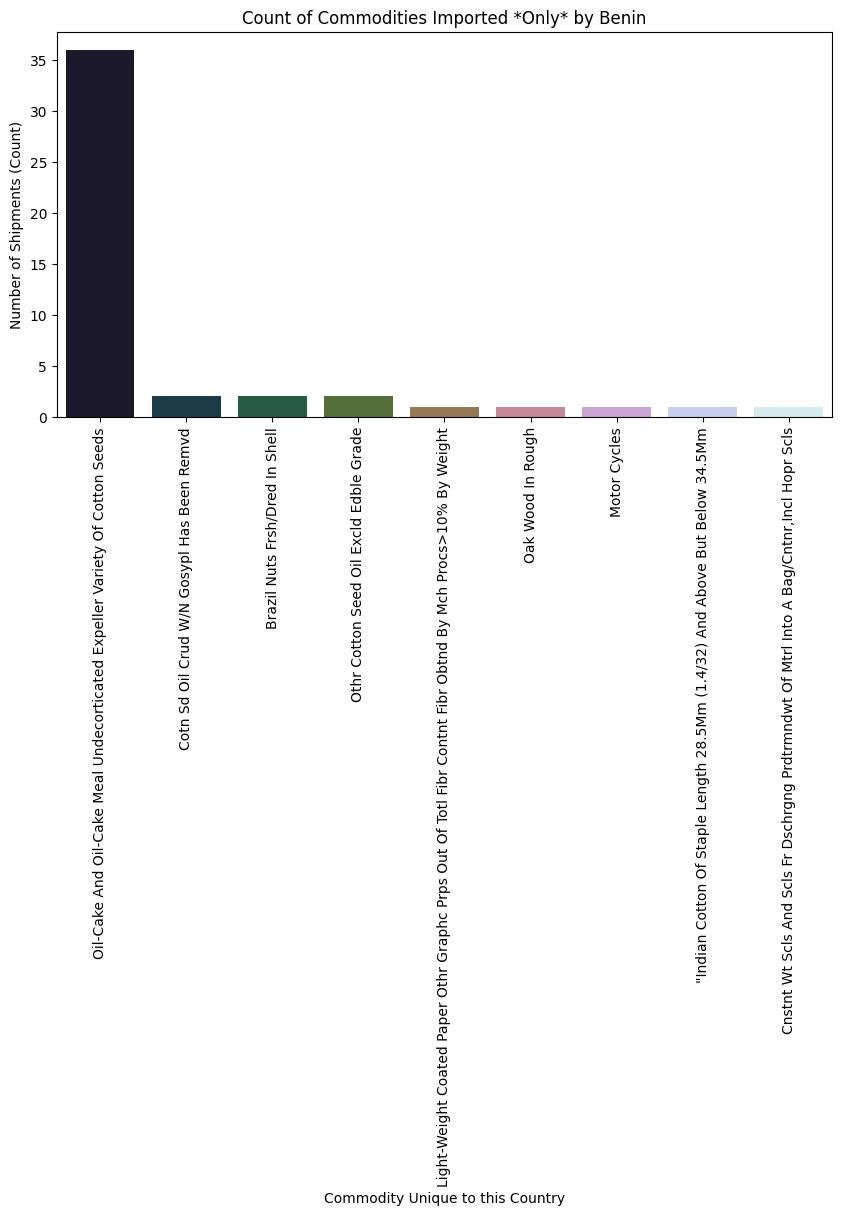 Count of Commodities Imported *Only* by Benin
Number of Shipments (Count)
35
30
25
20
15
10
5
0
Oil-Cake And Oil-Cake Meal Undecorticated Expeller Variety Of Cotton Seeds
Cotn Sd Oil Crud W/N Gosypl Has Been Remvd
Brazil Nuts Frsh/Dred In Shell
Othr Cotton Seed Oil Excld Edble Grade
Light-Weight Coated Paper Othr Graphc Prps Out Of Totl Fibr Contnt Fibr Obtnd By Mch Procs>10% By Weight
Oak Wood In Rough
Motor Cycles
"Indian Cotton Of Staple Length 28.5Mm (1.4/32) And Above But Below 34.5Mm
Cnstnt Wt Scls And Scls Fr Dschrgng Prdtrmndwt Of Mtrl Into A Bag/Cntnr,Incl Hopr Scls
Commodity Unique to this Country